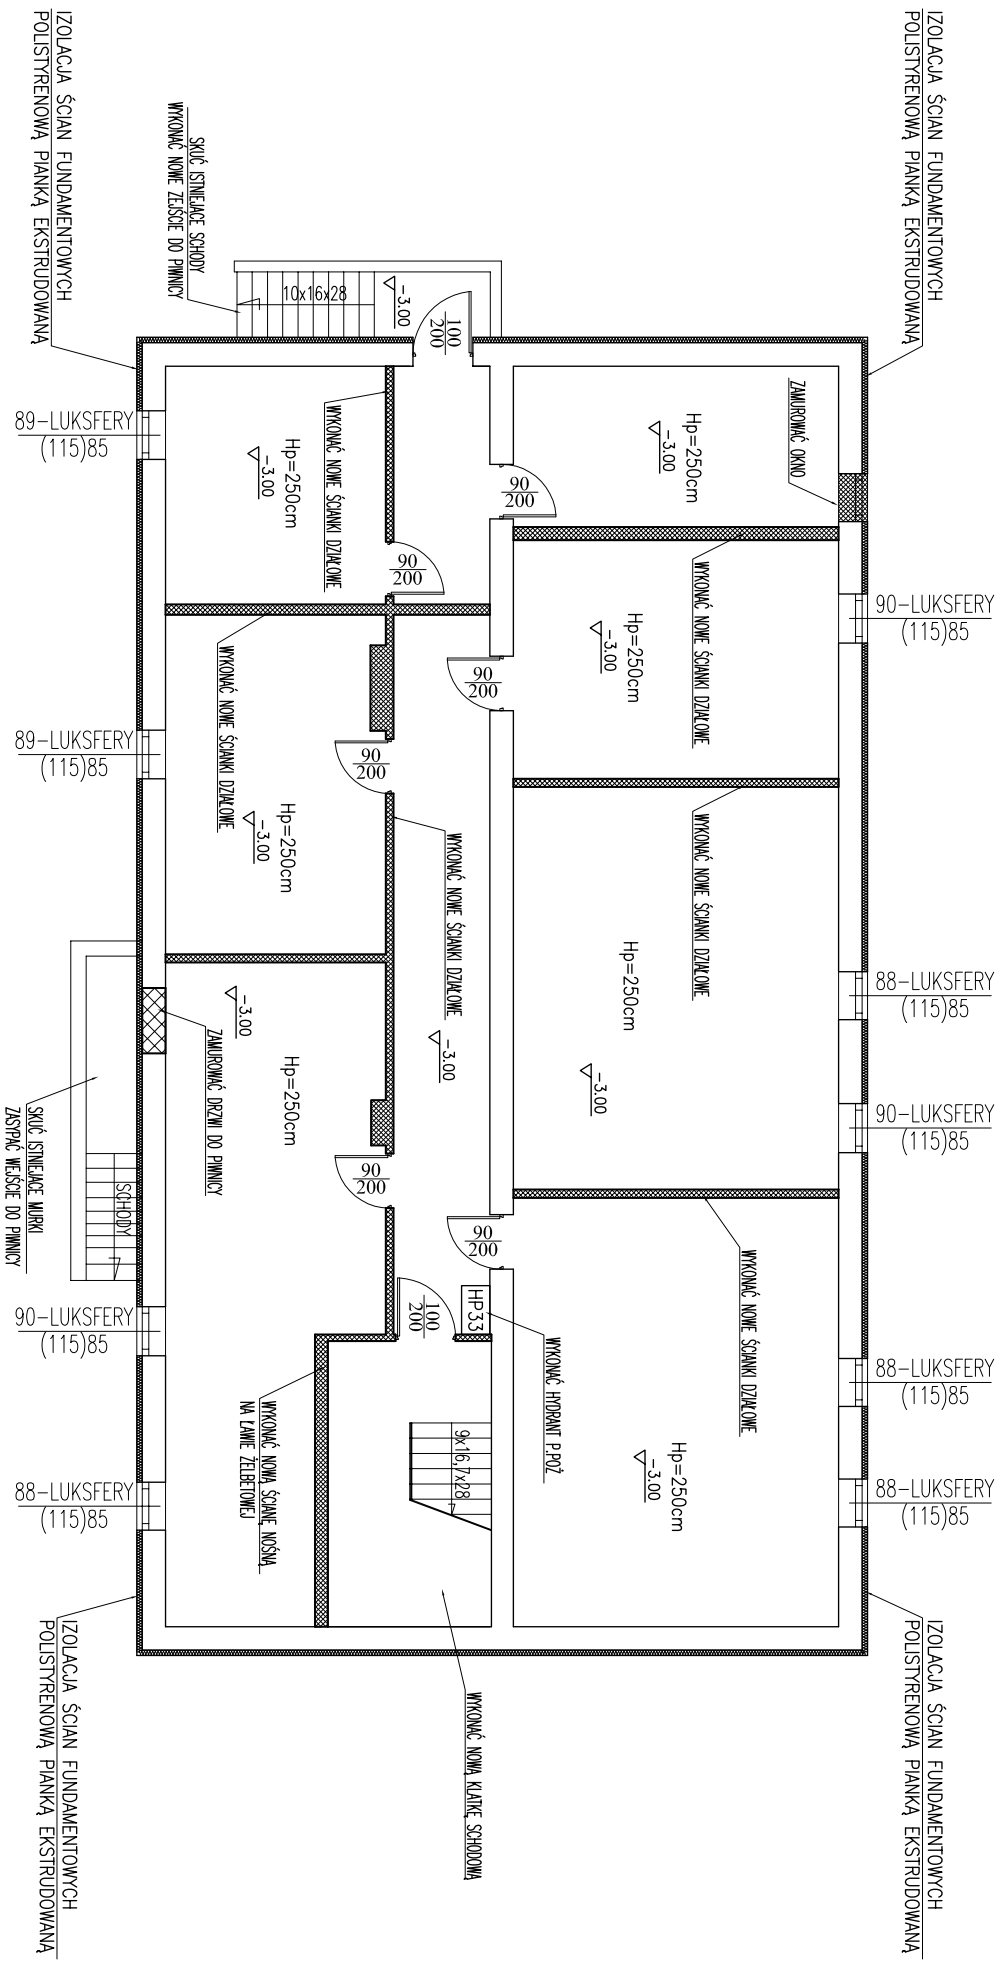 IZOLACJA ŚCIAN FUNDAMENTOWYCH
POLISTYRENOWĄ PIANKĄ EKSTRUDOWANĄ
IZOLACJA ŚCIAN FUNDAMENTOWYCH
POLISTYRENOWĄ PIANKĄ EKSTRUDOWANĄ
SKUĆ ISTNIEJACE SCHODY
WYKONAĆ NOWE ZEJŚCIE DO PIWNICY
10x16x28
-3.00
100
200
ZAMUROWAĆ OKNO
Hp=250cm
-3.00
90
200
89-LUKSFERY
(115)85
Hp=250cm
-3.00
WYKONAĆ NOWE ŚCIANKI DZIAŁOWE
90
200
90-LUKSFERY
(115)85
WYKONAĆ NOWE ŚCIANKI DZIAŁOWE
Hp=250cm
-3.00
90
200
WYKONAĆ NOWE ŚCIANKI DZIAŁOWE
89-LUKSFERY
(115)85
90
200
Hp=250cm
-3.00
WYKONAĆ NOWE ŚCIANKI DZIAŁOWE
WYKONAĆ NOWE ŚCIANKI DZIAŁOWE
88-LUKSFERY
(115)85
Hp=250cm
-3.00
-3.00
-3.00
Hp=250cm
ZAMUROWAĆ DRZWI DO PIWNICY
90-LUKSFERY
(115)85
SKUĆ ISTNIEJACE MURKI
ZASYPAĆ WEJŚCIE DO PIWNICY
SCHODY
90
200
90
200
100
200
HP33
WYKONAĆ HYDRANT P.POŻ
WYKONAĆ NOWE ŚCIANKI DZIAŁOWE
90-LUKSFERY
(115)85
88-LUKSFERY
(115)85
WYKONAĆ NOWĄ ŚCIANĘ NOŚNĄ
NA ŁAWIE ŻELBETOWEJ
9x16,7x28
Hp=250cm
-3.00
88-LUKSFERY
(115)85
88-LUKSFERY
(115)85
WYKONAĆ NOWĄ KLATKĘ SCHODOWĄ
IZOLACJA ŚCIAN FUNDAMENTOWYCH
POLISTYRENOWĄ PIANKĄ EKSTRUDOWANĄ
IZOLACJA ŚCIAN FUNDAMENTOWYCH
POLISTYRENOWĄ PIANKĄ EKSTRUDOWANĄ